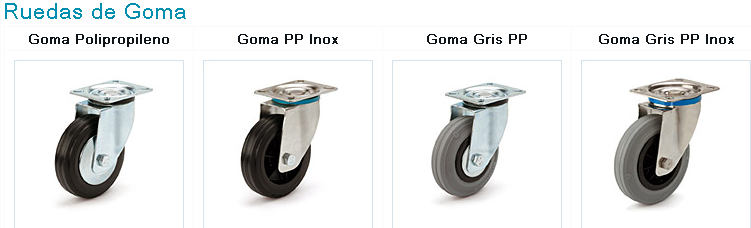 Ruedas de Goma
Goma Polipropileno
Goma PP Inox
Goma Gris PP
Goma Gris PP Inox